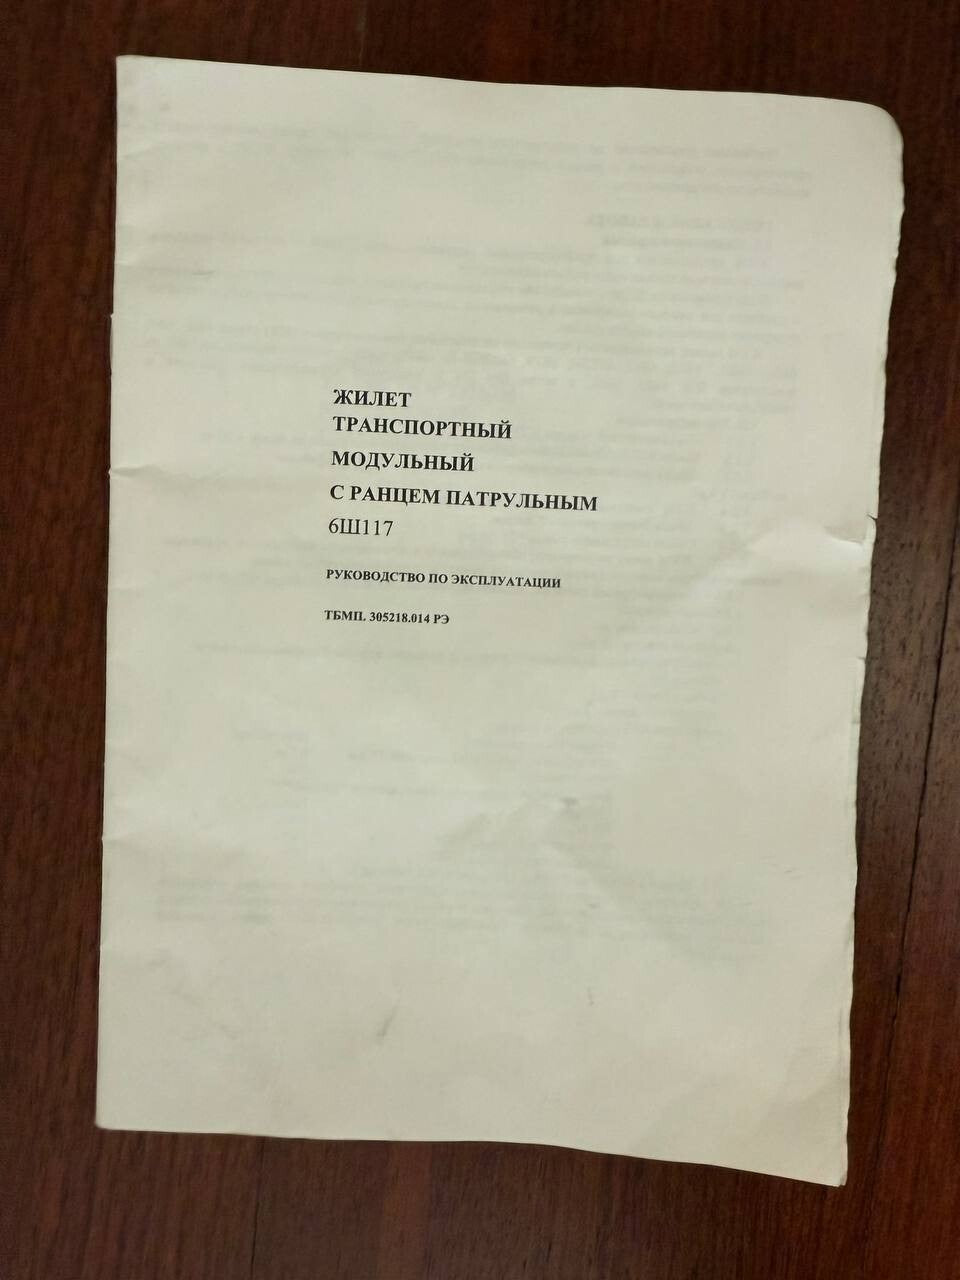 ЖИЛЕТ
ТРАНСПОРТНЫЙ
МОДУЛЬНЫЙ
С РАНЦЕМ ПАТРУЛЬНЫМ
6Ш117
РУКОВОДСТВО ПО ЭКСПЛУАТАЦИИ
ТБМП. 305218.014 РЭ